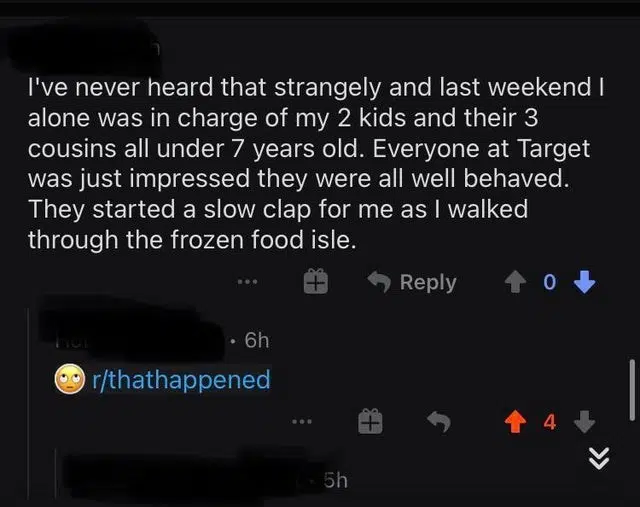 I've never heard that strangely and last weekend I
alone was in charge of my 2 kids and their 3
cousins all under 7 years old. Everyone at Target
was just impressed they were all well behaved.
They started a slow clap for me as I walked
through the frozen food isle.
Reply 0
• 6h
r/thathappened
4
5h